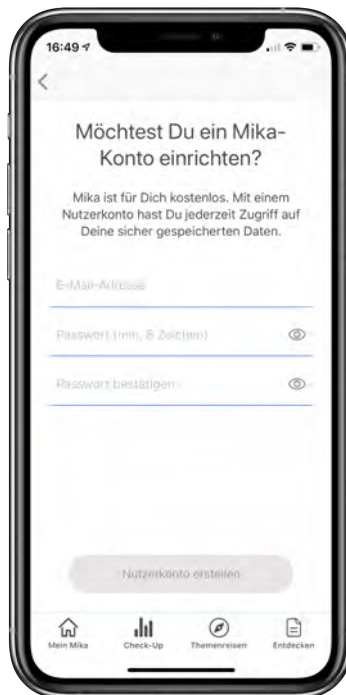 16:49
Möchtest Du ein Mika-
Konto einrichten?
Mika ist für Dich kostenlos. Mit einem
Nutzerkonto hast Du jederzeit Zugriff auf
Deine sicher gespeicherten Daten.
E-Mail-Adresse
Passwort (min. 8 Zeichen)
Passwort bestätigen
Nutzerkonto erstellen
Mein Mika Check-Up Themenreisen Entdecken